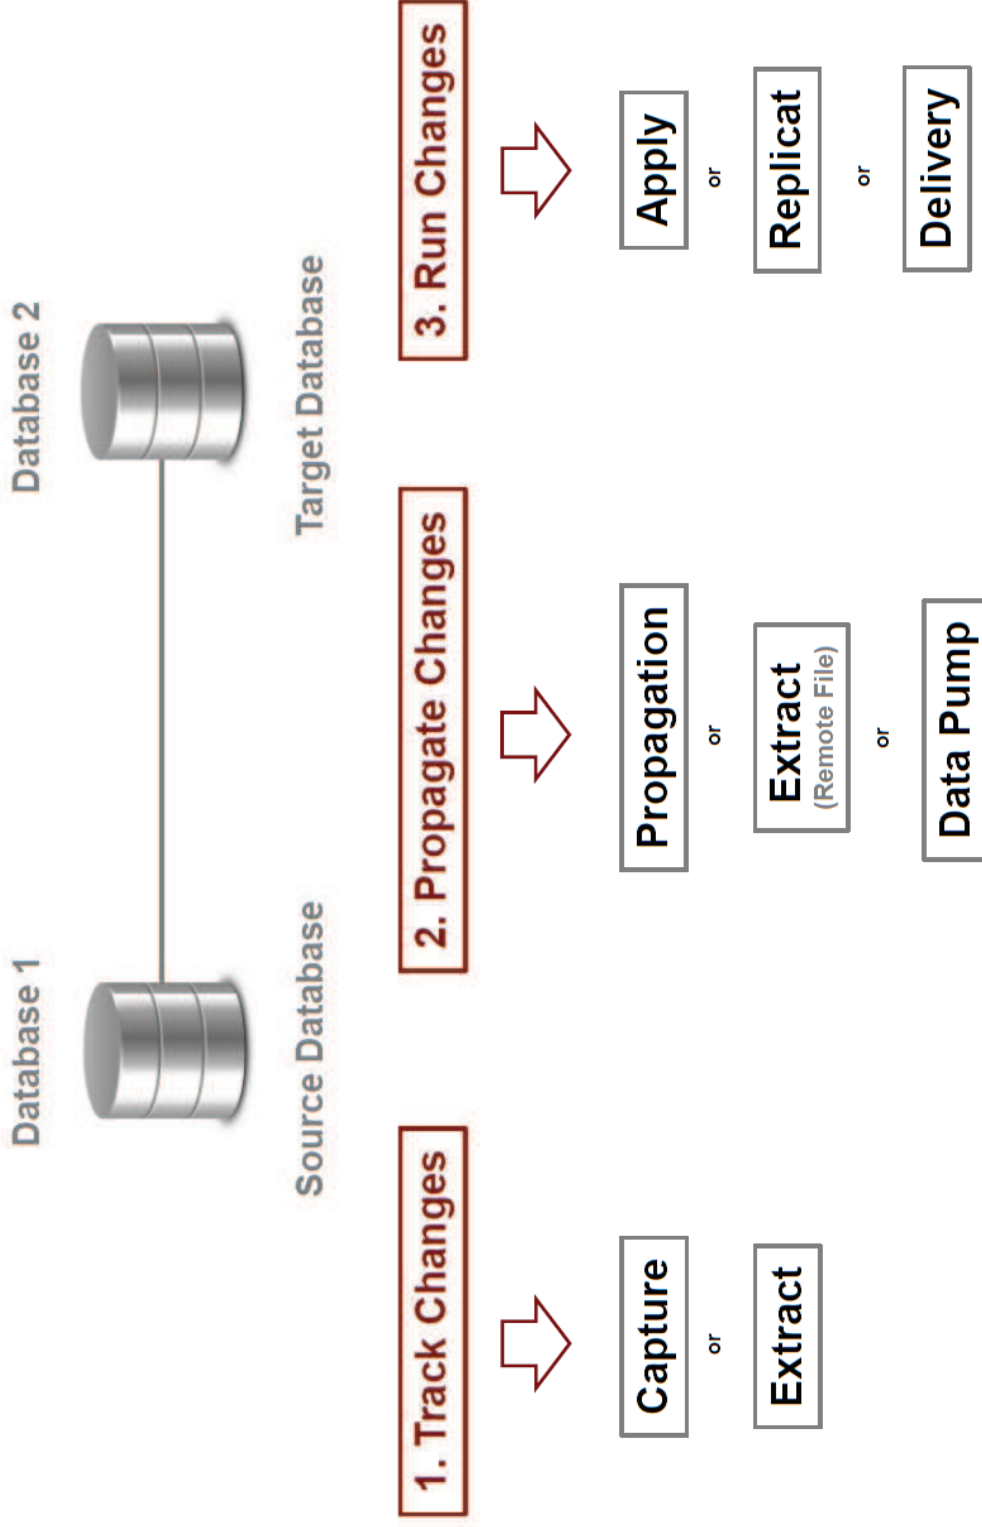 Database 1
Database 2
Source Database
Target Database
1. Track Changes
2. Propagate Changes
3. Run Changes
Capture
or
Extract
Propagation
or
Extract
(Remote File)
or
Data Pump
Apply
or
Replicat
or
Delivery